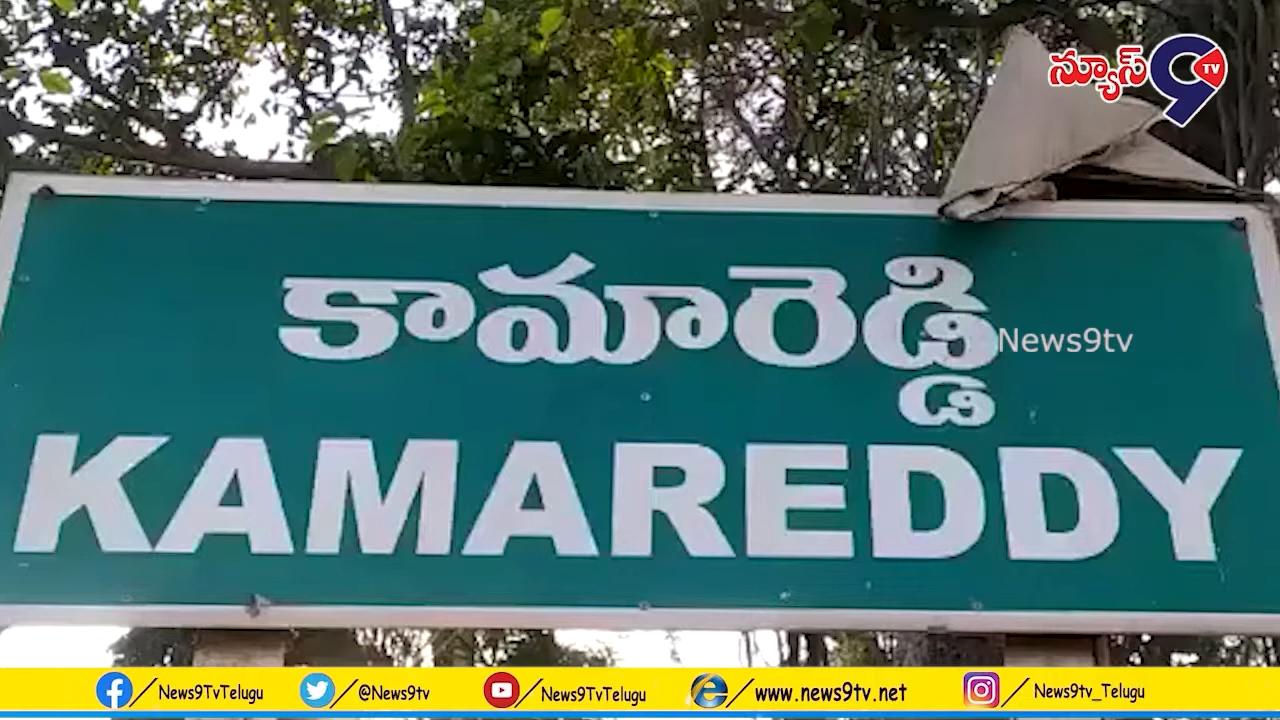 న్యూస్ 9 TV
కామారెడ్డి
News9tv
KAMAREDDY
/News9TvTelugu /@News9tv /News9TvTelugu /www.news9tv.net /News9tv_Telugu